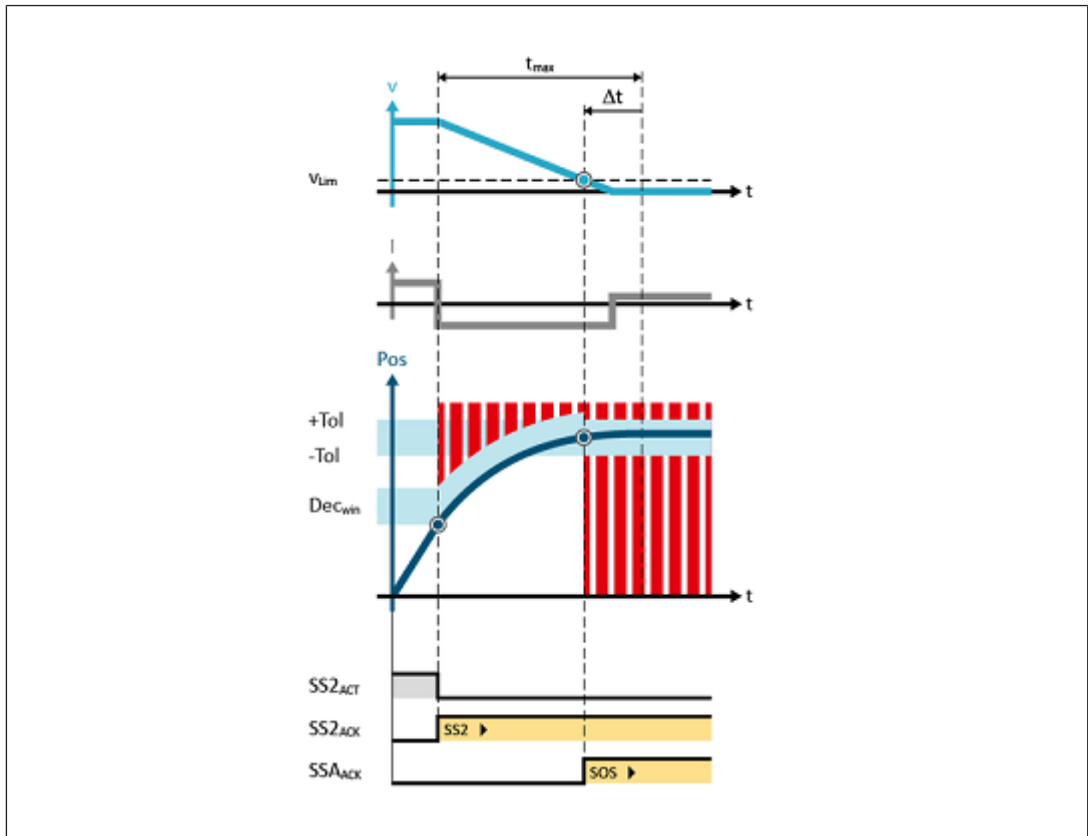 tmax
v
Δt
vLim
t
I
t
Pos
+Tol
-Tol
Decwin
t
SS2ACT
SS2ACK
SS2
SSAACK
SOS